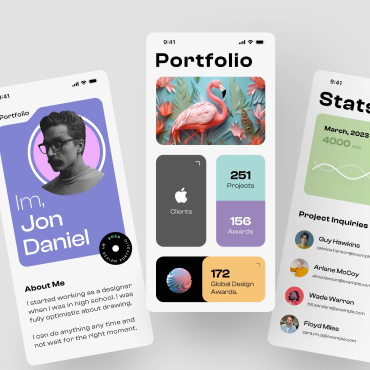 9:41
Portfolio
Im,
Jon
Daniel
About Me
I started working as a designer
when I was in high school. I was
fully optimistic about drawing,
I can do anything any time and
not wait for the right moment.
9:41
Portfolio
Clients
251
Projects
156
Awards
172
Global Design
Awards.
9:41
Stats
March, 2023
4000
Project Inquiries
Guy Hawkins
Arlene McCoy
Wade Warren
Floyd Miles